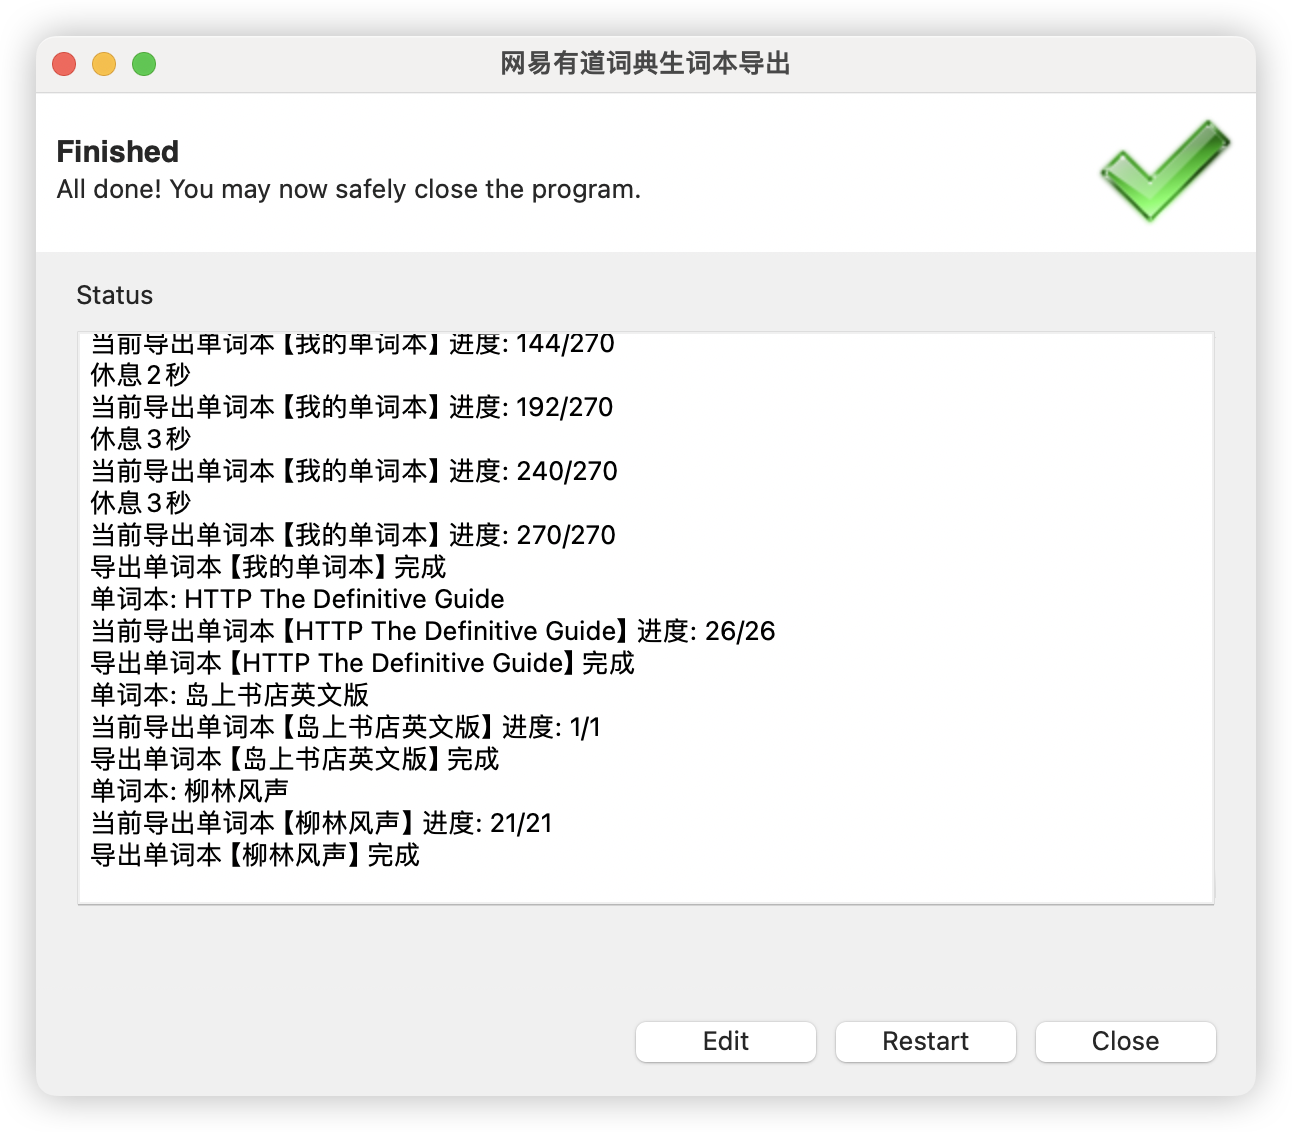 网易有道词典生词本导出
Finished
All done! You may now safely close the program.
Status
当前导出单词本【我的单词本】进度: 144/270
休息2秒
当前导出单词本【我的单词本】进度: 192/270
休息3秒
当前导出单词本【我的单词本】进度: 240/270
休息3秒
当前导出单词本【我的单词本】进度: 270/270
导出单词本【我的单词本】完成
单词本: HTTP The Definitive Guide
当前导出单词本【HTTP The Definitive Guide】进度: 26/26
导出单词本【HTTP The Definitive Guide】完成
单词本: 岛上书店英文版
当前导出单词本【岛上书店英文版】进度: 1/1
导出单词本【岛上书店英文版】完成
单词本: 柳林风声
当前导出单词本【柳林风声】进度: 21/21
导出单词本【柳林风声】完成
Edit
Restart
Close